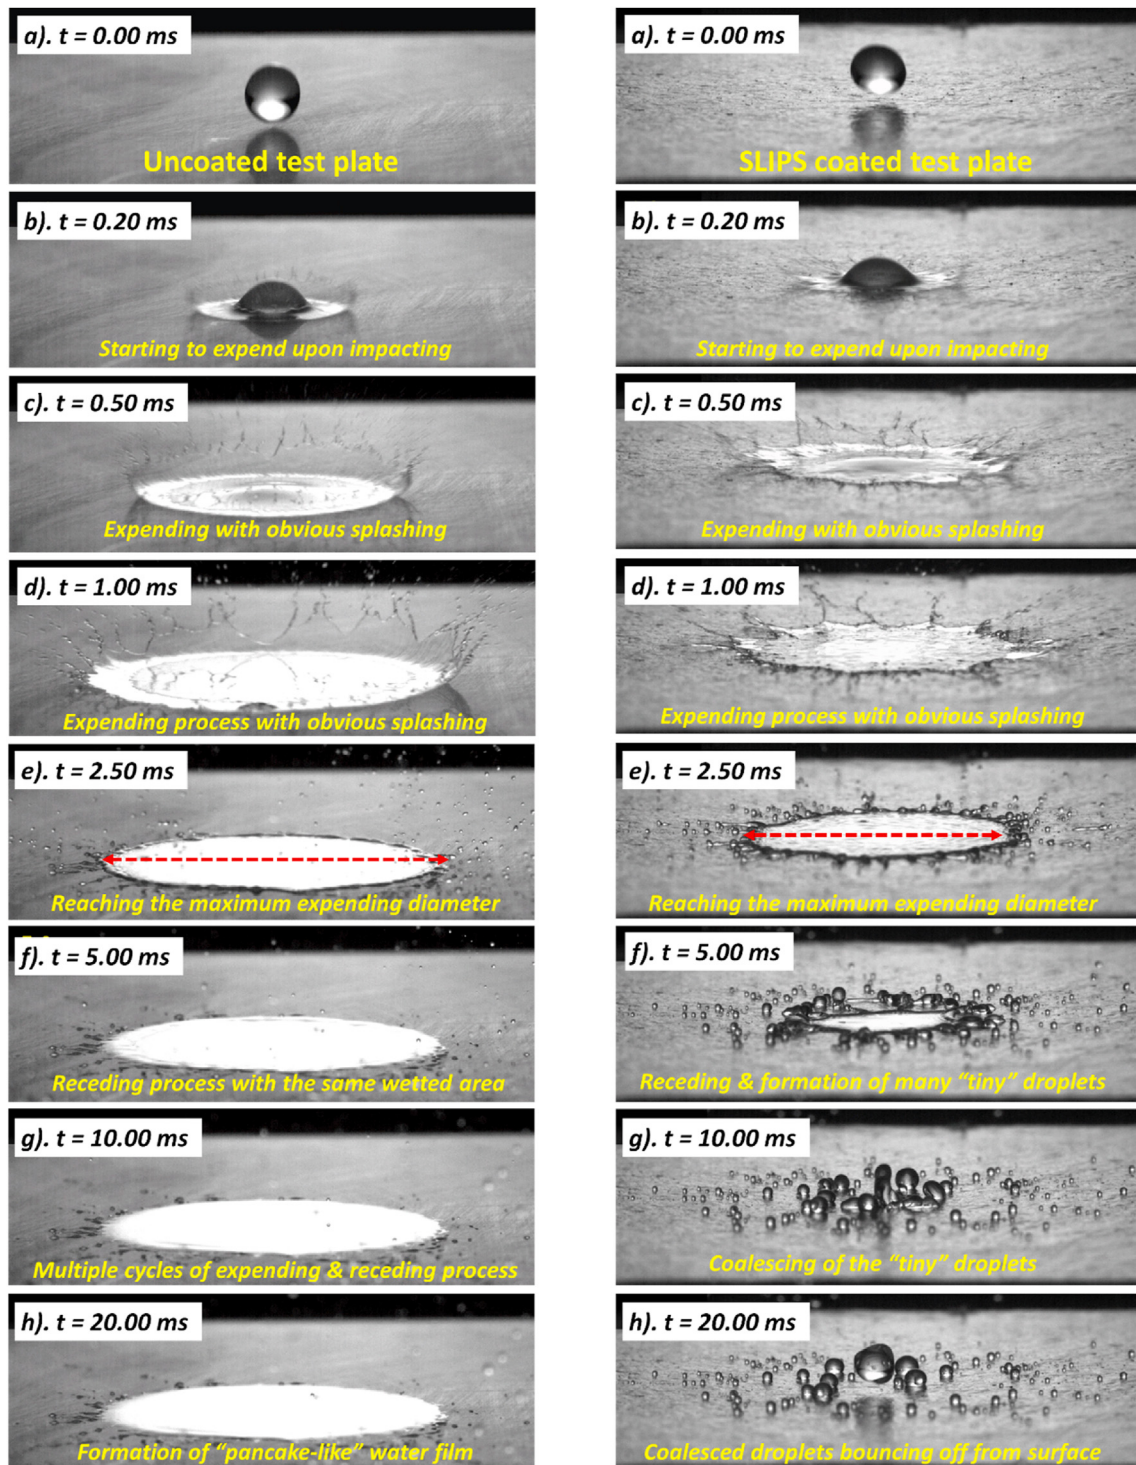 a). t = 0.00 ms
Uncoated test plate
b). t = 0.20 ms
Starting to expend upon impacting
c). t = 0.50 ms
Expending with obvious splashing
d). t = 1.00 ms
Expending process with obvious splashing
e). t = 2.50 ms
Reaching the maximum expending diameter
f). t = 5.00 ms
Receding process with the same wetted area
g). t = 10.00 ms
Multiple cycles of expending & receding process
h). t = 20.00 ms
Formation of “pancake-like” water film
a). t = 0.00 ms
SLIPS coated test plate
b). t = 0.20 ms
Starting to expend upon impacting
c). t = 0.50 ms
Expending with obvious splashing
d). t = 1.00 ms
Expending process with obvious splashing
e). t = 2.50 ms
Reaching the maximum expending diameter
f). t = 5.00 ms
Receding & formation of many “tiny” droplets
g). t = 10.00 ms
Coalescing of the “tiny” droplets
h). t = 20.00 ms
Coalesced droplets bouncing off from surface